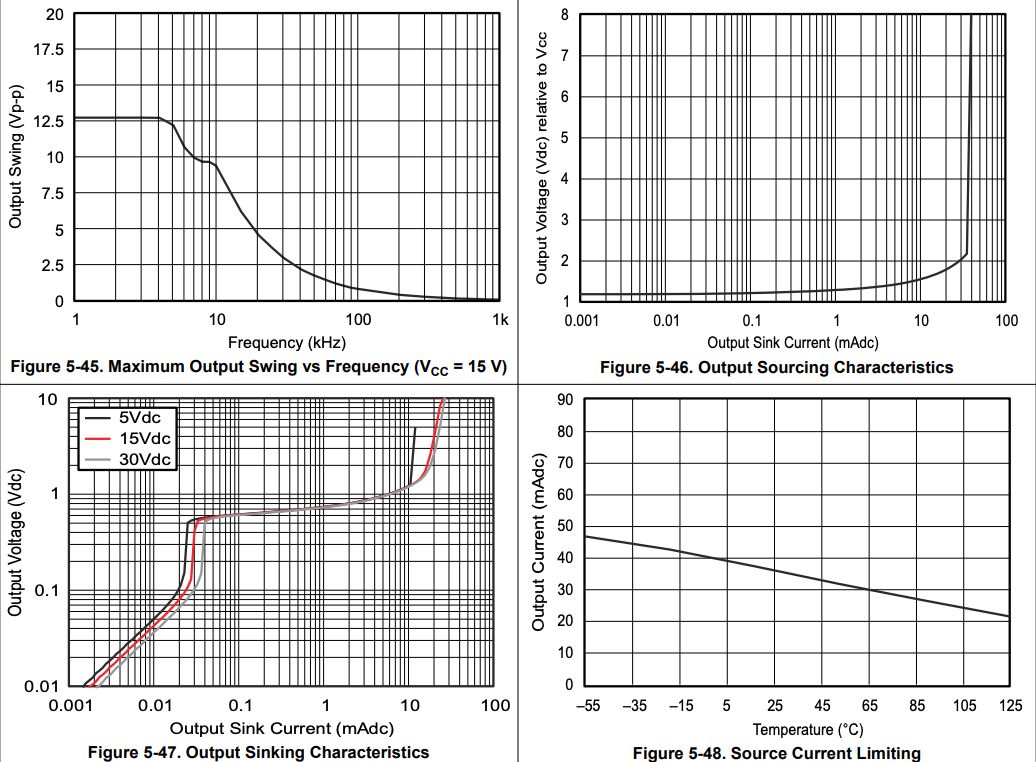 20
17.5
15
12.5
10
7.5
5
2.5
0
Output Swing (Vp-p)
1 10 100 1k
Frequency (kHz)
Figure 5-45. Maximum Output Swing vs Frequency (VCC = 15 V)
8
7
6
5
4
3
2
1
Output Voltage (Vdc) relative to Vcc
0.001 0.01 0.1 1 10 100
Output Sink Current (mAdc)
Figure 5-46. Output Sourcing Characteristics
10
1
0.1
0.01
Output Voltage (Vdc)
5Vdc
15Vdc
30Vdc
0.001 0.01 0.1 1 10 100
Output Sink Current (mAdc)
Figure 5-47. Output Sinking Characteristics
90
80
70
60
50
40
30
20
10
0
Output Current (mAdc)
–55 –35 –15 5 25 45 65 85 105 125
Temperature (°C)
Figure 5-48. Source Current Limiting